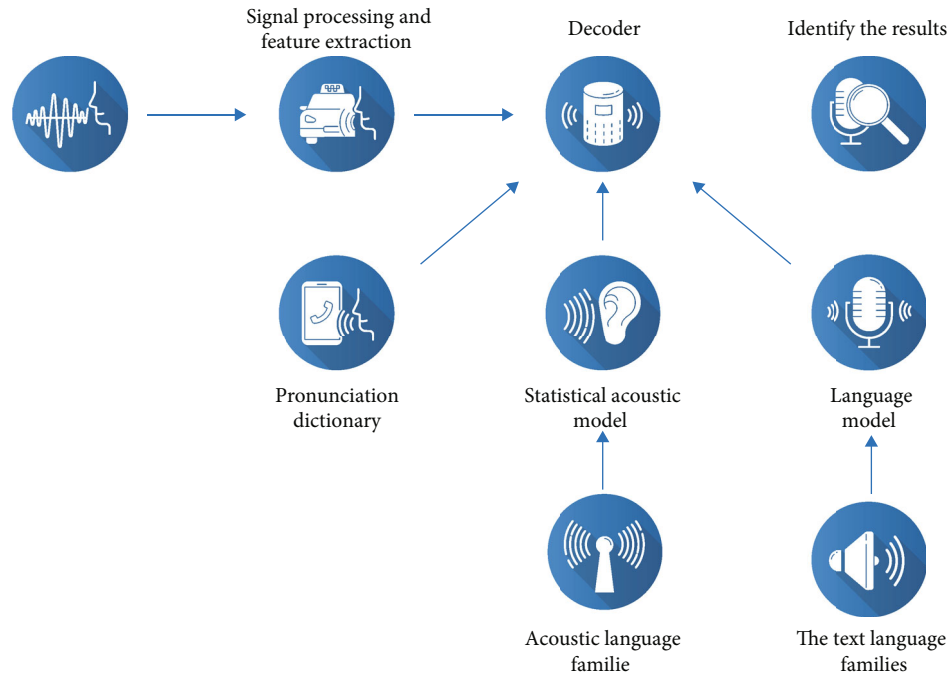 Signal processing and
feature extraction
Decoder
Identify the results
Pronunciation
dictionary
Statistical acoustic
model
Language
model
Acoustic language
familie
The text language
families